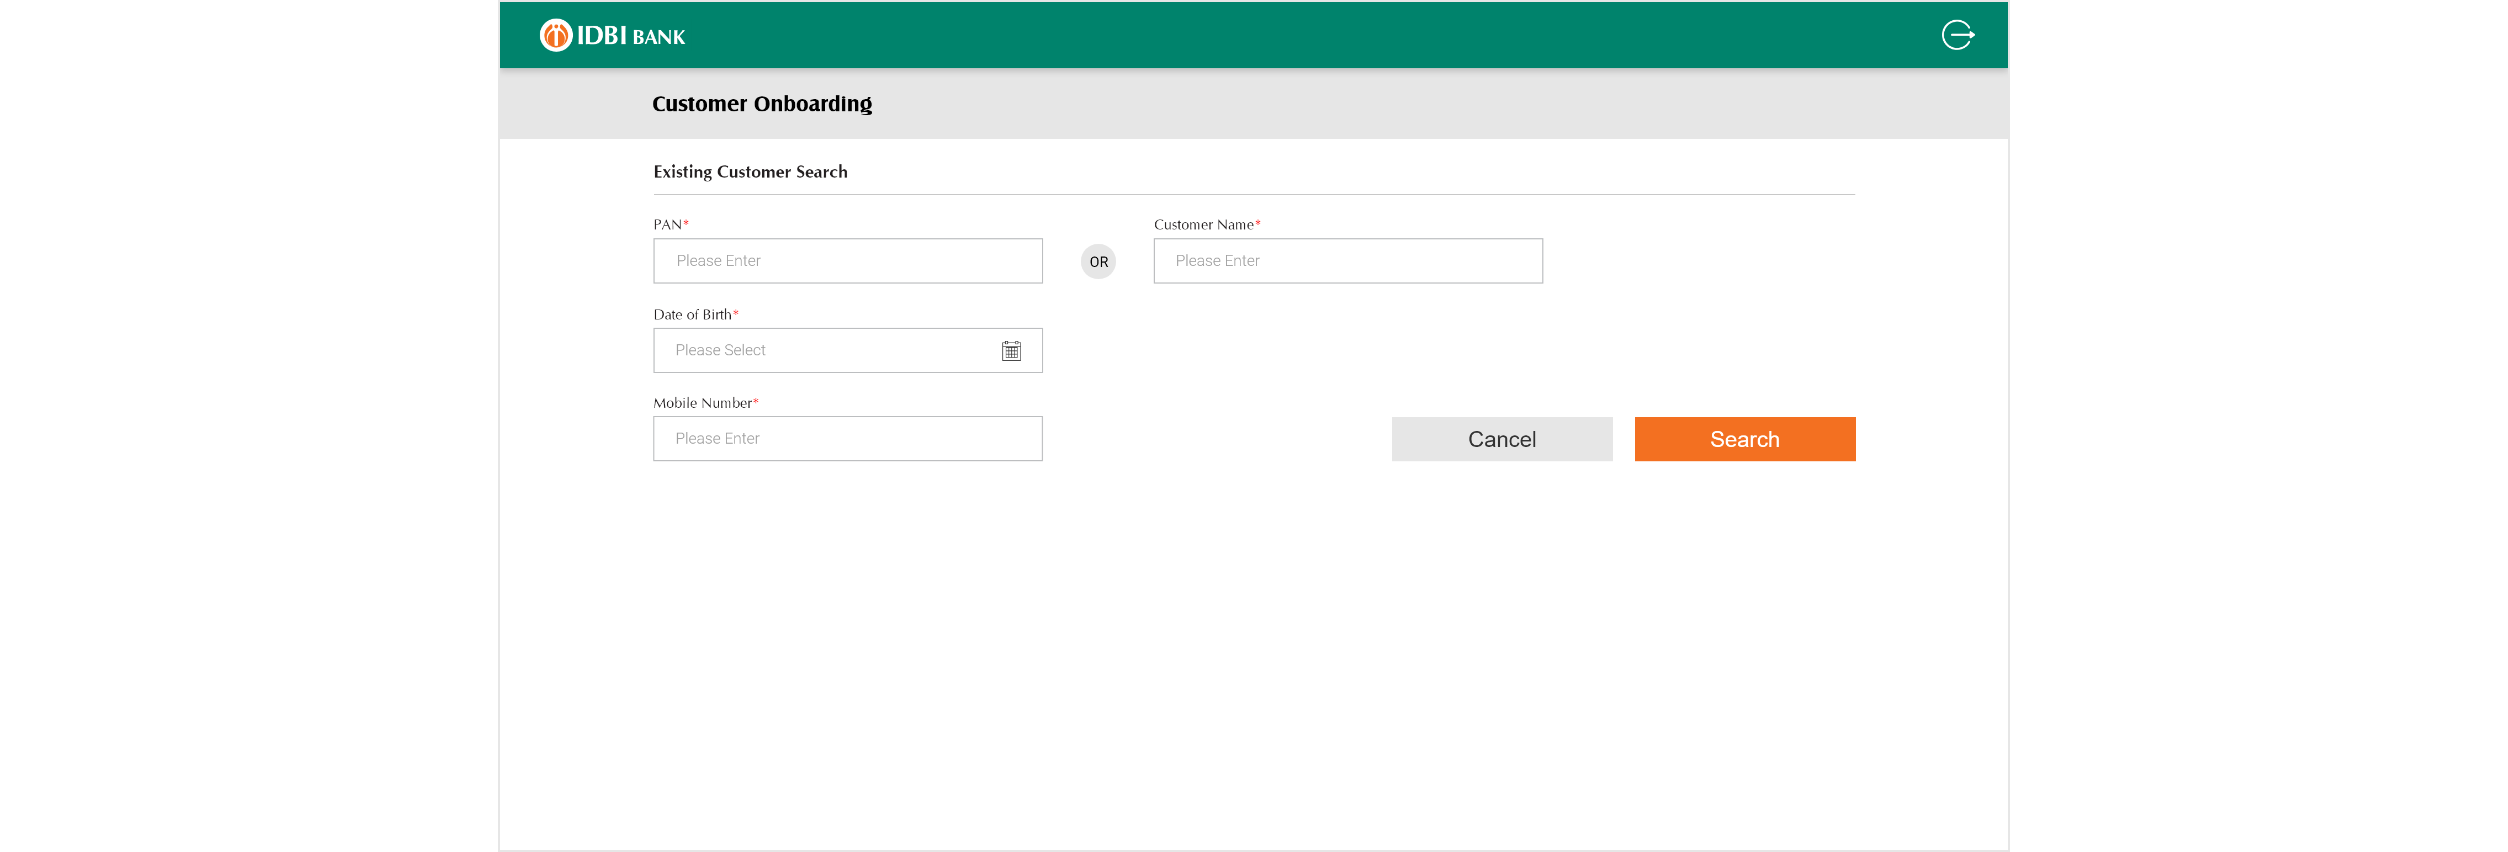 IDBI BANK
Customer Onboarding
Existing Customer Search
PAN*
Customer Name*
Please Enter
OR
Please Enter
Date of Birth*
Please Select
Mobile Number*
Please Enter
Cancel
Search